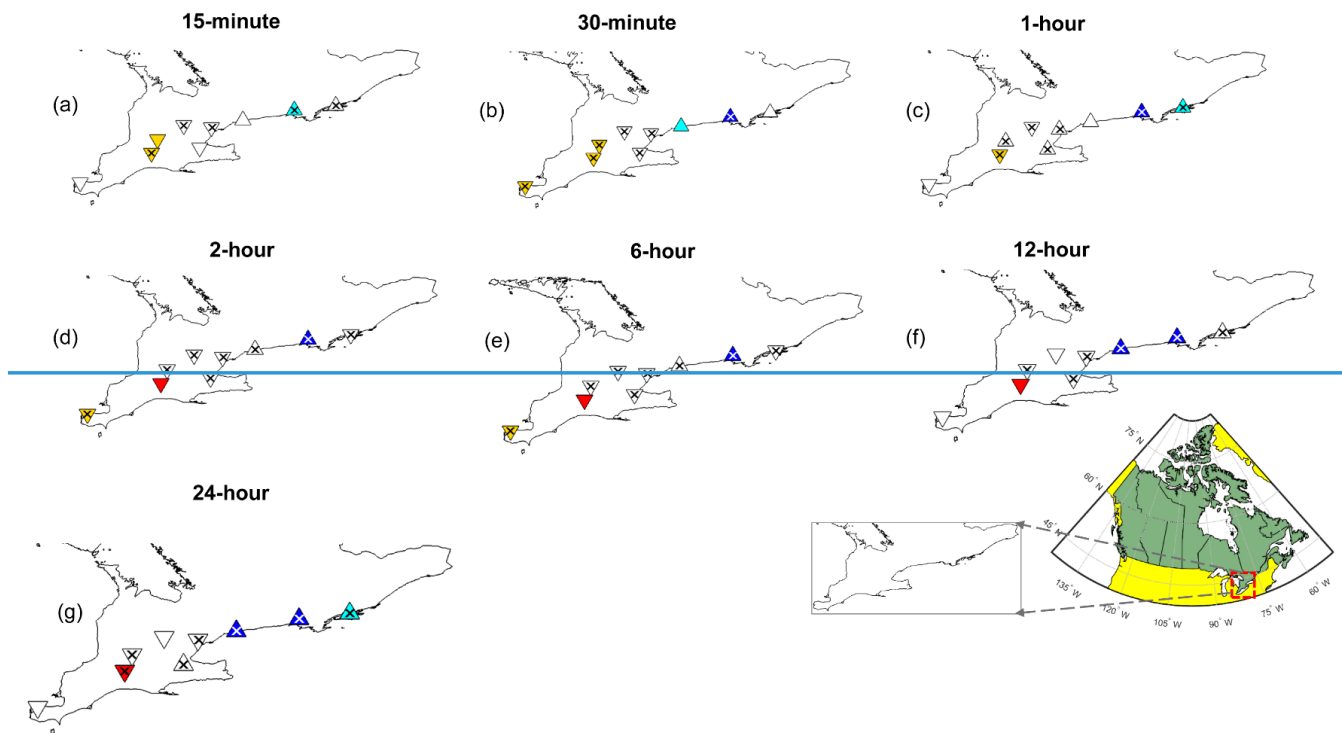 15-minute
30-minute
1-hour
(a)
(b)
(c)
2-hour
6-hour
12-hour
(d)
(e)
(f)
24-hour
(g)
75° N
60° N
45° N
135° W
120° W
105° W
90° W
75° W
60° W